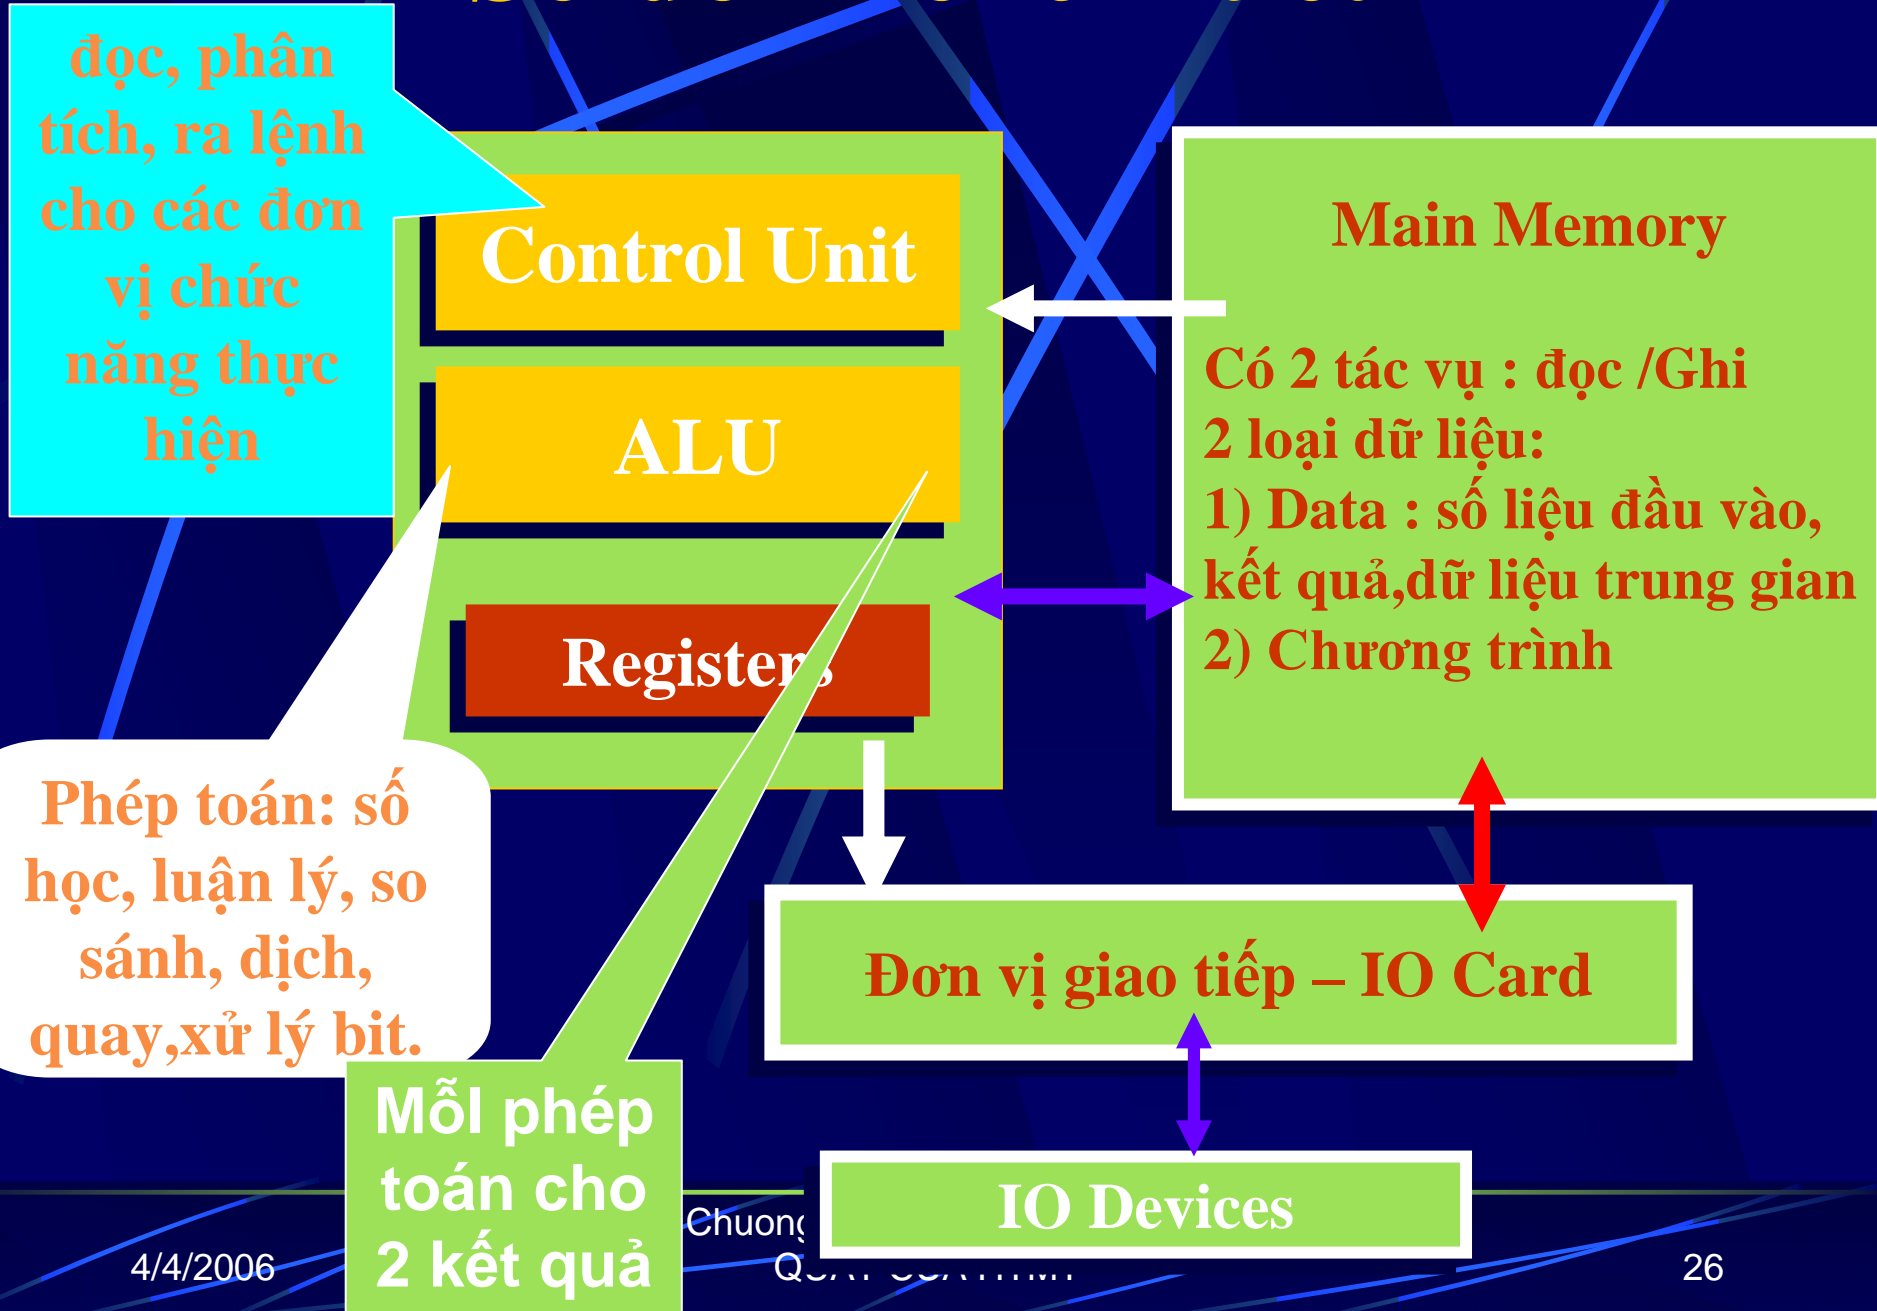 đọc, phân
tích, ra lệnh
cho các đơn
vị chức
năng thực
hiện
Control Unit
ALU
Registers
Main Memory
Có 2 tác vụ : đọc /Ghi
2 loại dữ liệu:
1) Data : số liệu đầu vào,
kết quả,dữ liệu trung gian
2) Chương trình
Phép toán: số
học, luận lý, so
sánh, dịch,
quay,xử lý bit.
Mỗl phép
toán cho
2 kết quả
Đơn vị giao tiếp – IO Card
IO Devices
4/4/2006
Chuong
26